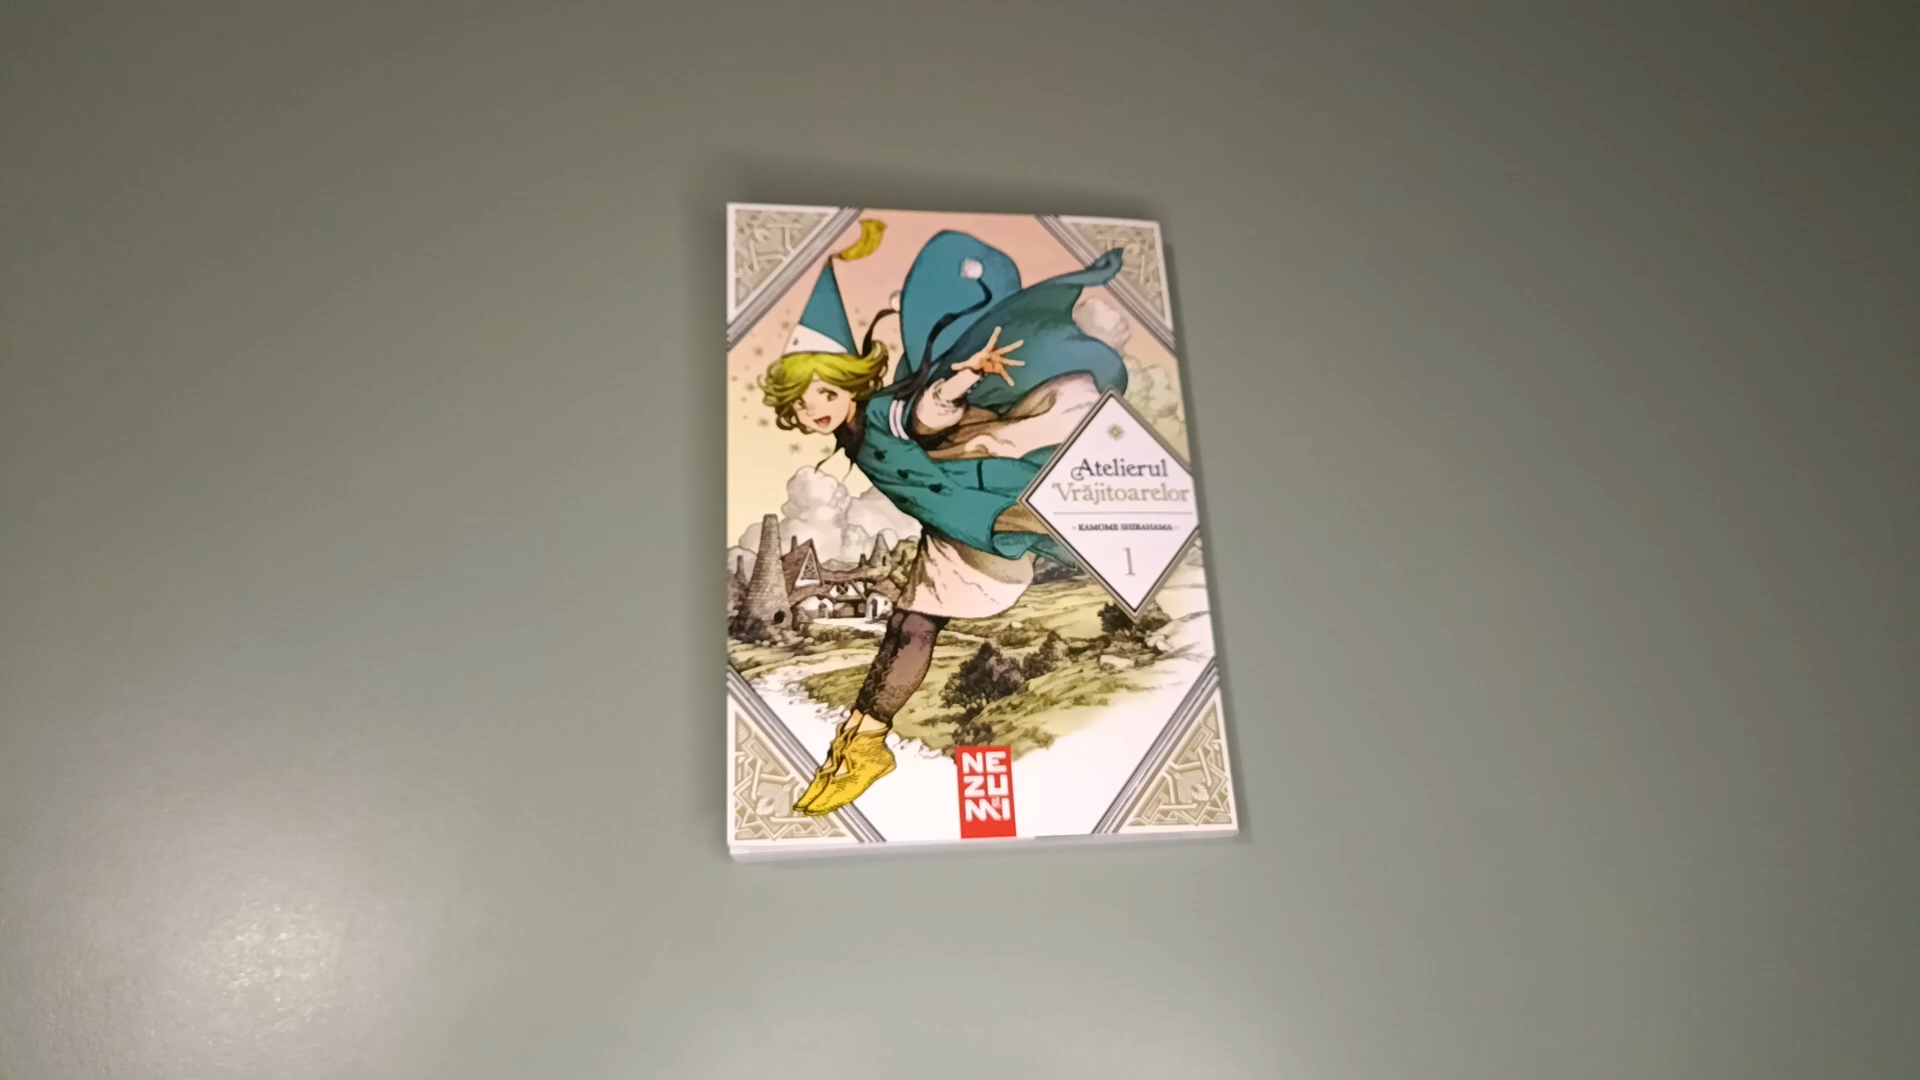 Atelierul
Vrăjitoarelor
- KAMOME SHIRAHAMA -
1
NE
ZU
MI